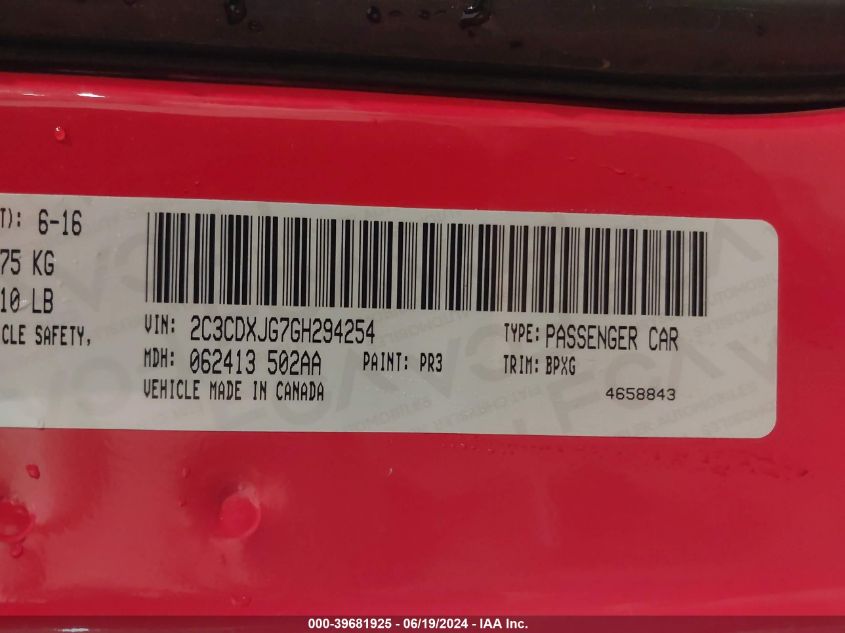 T): 6-16
75 KG
10 LB
CLE SAFETY,
VIN: 2C3CDXJG7GH294254 TYPE: PASSENGER CAR
MDH: 062413 502AA PAINT: PR3 TRIM: BPXG
VEHICLE MADE IN CANADA 4658843
000-39681925 - 06/19/2024 - IAA Inc.